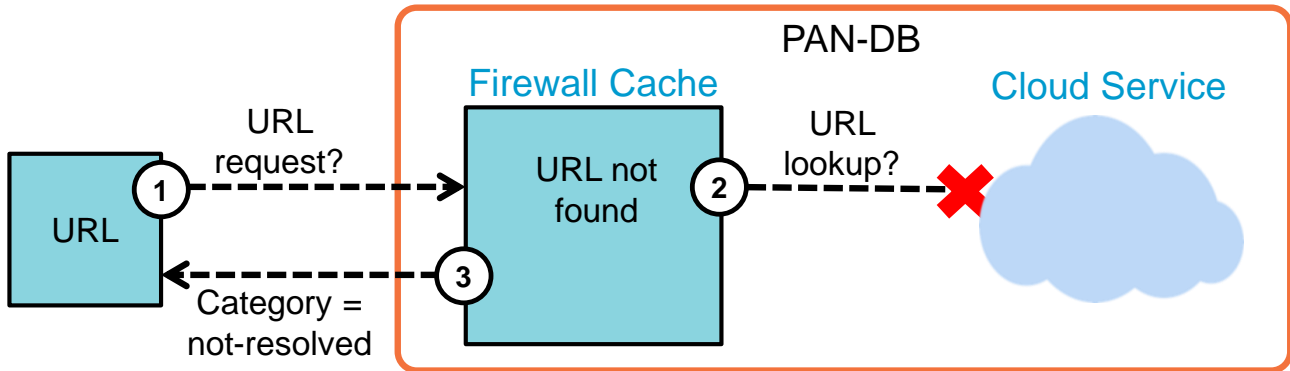 PAN-DB
Firewall Cache
Cloud Service
URL
request?
URL
lookup?
1
URL not
found
2
URL
3
Category =
not-resolved